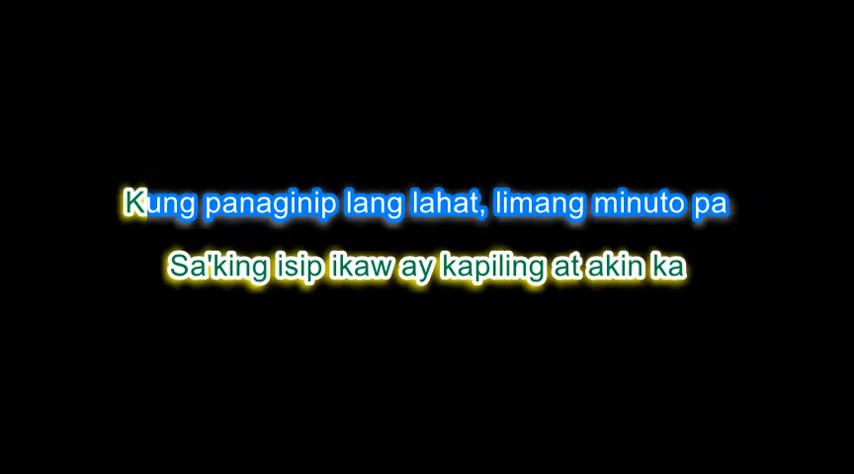 Kung panaginip lang lahat, limang minuto pa
Sa'king isip ikaw ay kapiling at akin ka